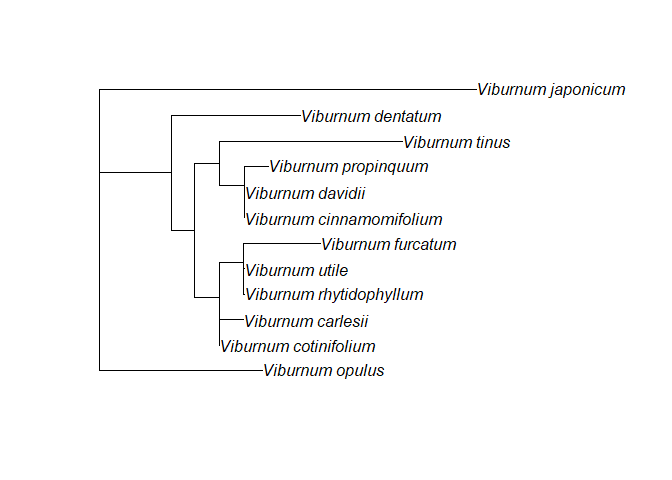 Viburnum japonicum
Viburnum dentatum
Viburnum tinus
Viburnum propinquum
Viburnum davidii
Viburnum cinnamomifolium
Viburnum furcatum
Viburnum utile
Viburnum rhytidophyllum
Viburnum carlesii
Viburnum cotinifolium
Viburnum opulus